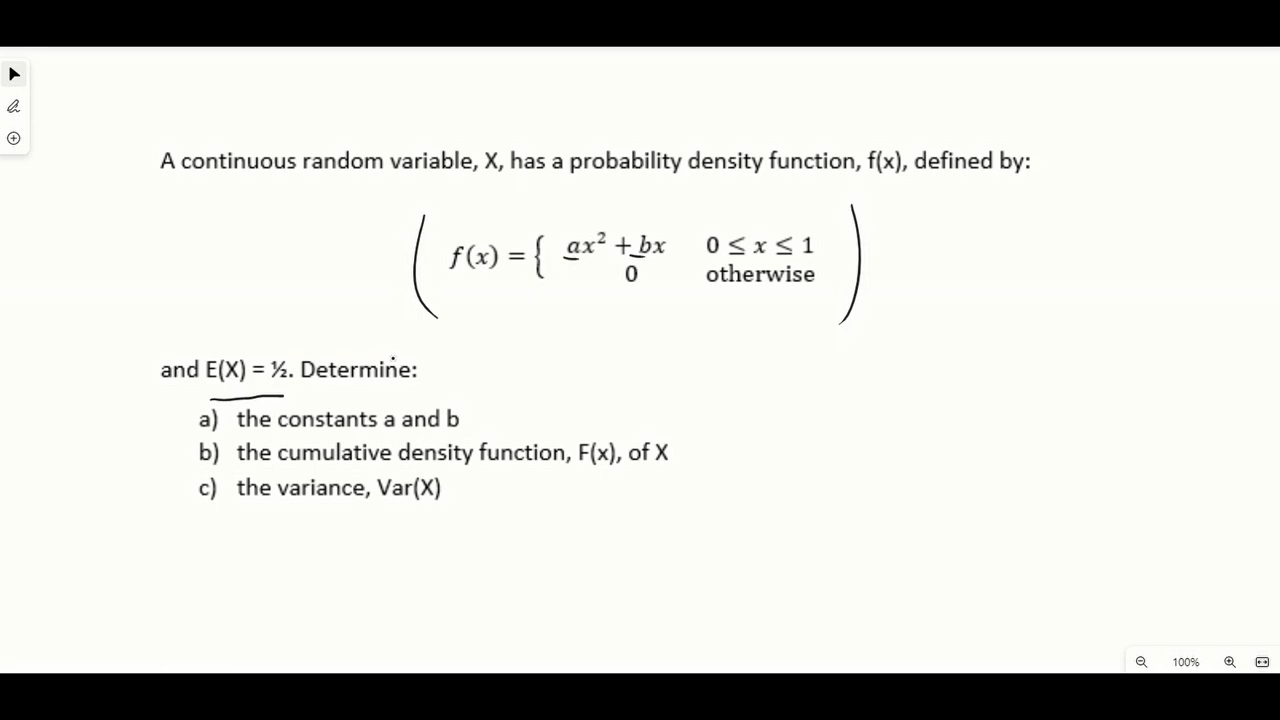 A continuous random variable, X, has a probability density function, f(x), defined by:
f(x) = { ax² + bx 0 ≤ x ≤ 1
0 otherwise
and E(X) = ½. Determine:
a) the constants a and b
b) the cumulative density function, F(x), of X
c) the variance, Var(X)
100%